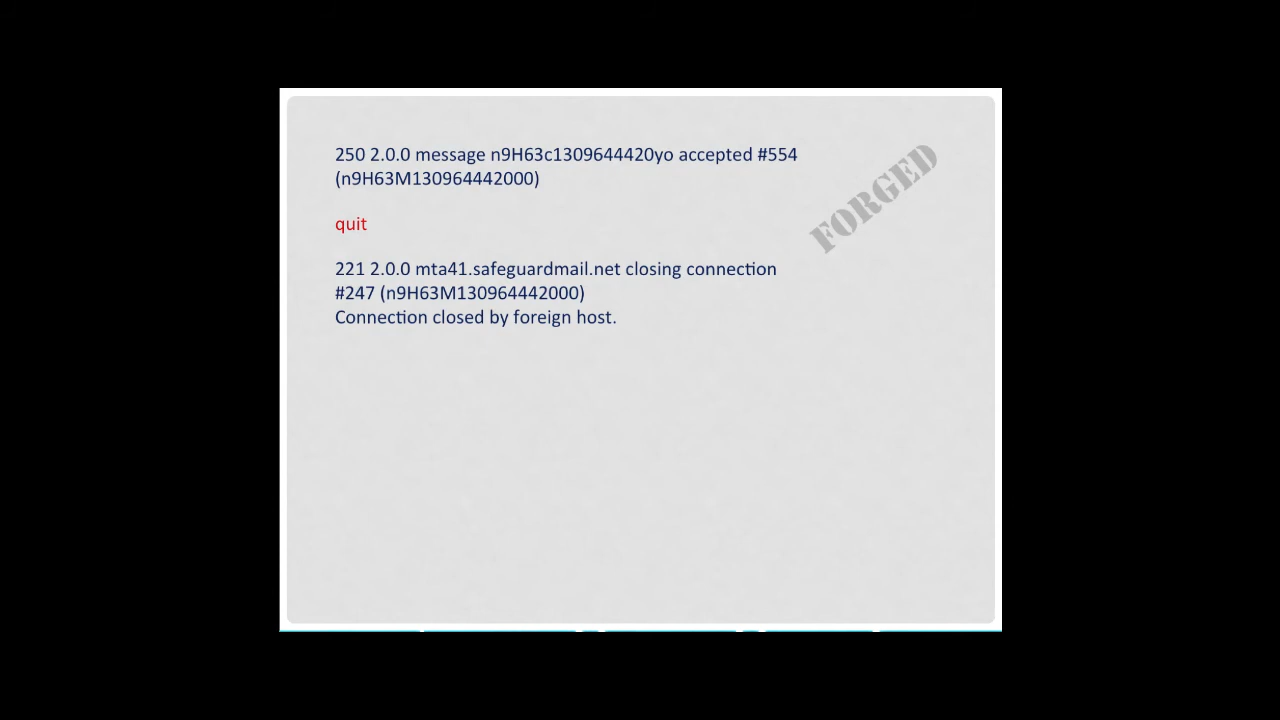 250 2.0.0 message n9H63c1309644420yo accepted #554
(n9H63M130964442000)
FORGED
quit
221 2.0.0 mta41.safeguardmail.net closing connection
#247 (n9H63M130964442000)
Connection closed by foreign host.